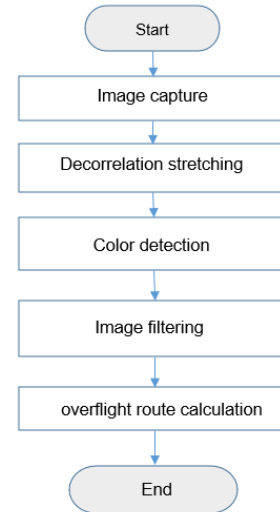 Start
Image capture
Decorrelation stretching
Color detection
Image filtering
overflight route calculation
End